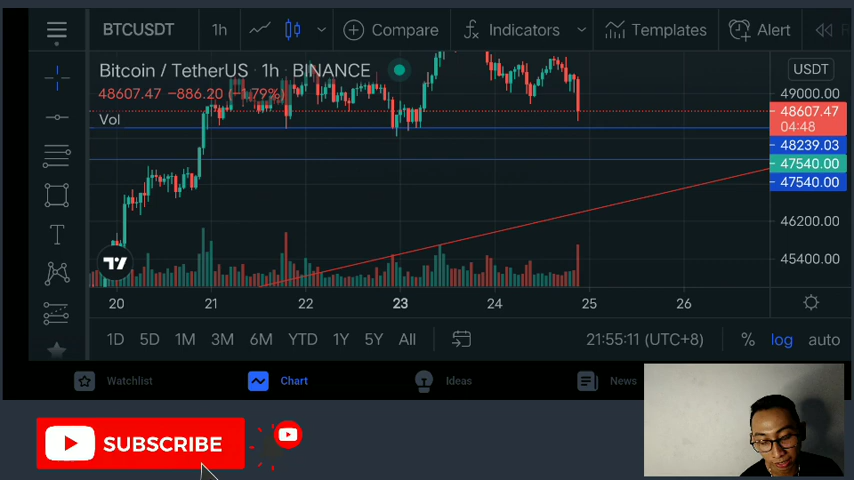 BTCUSDT 1h Compare Indicators Templates Alert
Bitcoin / TetherUS · 1h · BINANCE USDT
48607.47 −886.20 (−1.79%)
Vol
49000.00
48607.47
04:48
48239.03
47540.00
47540.00
46200.00
45400.00
20 21 22 23 24 25 26
1D 5D 1M 3M 6M YTD 1Y 5Y All 21:55:11 (UTC+8) % log auto
Watchlist Chart Ideas News
SUBSCRIBE